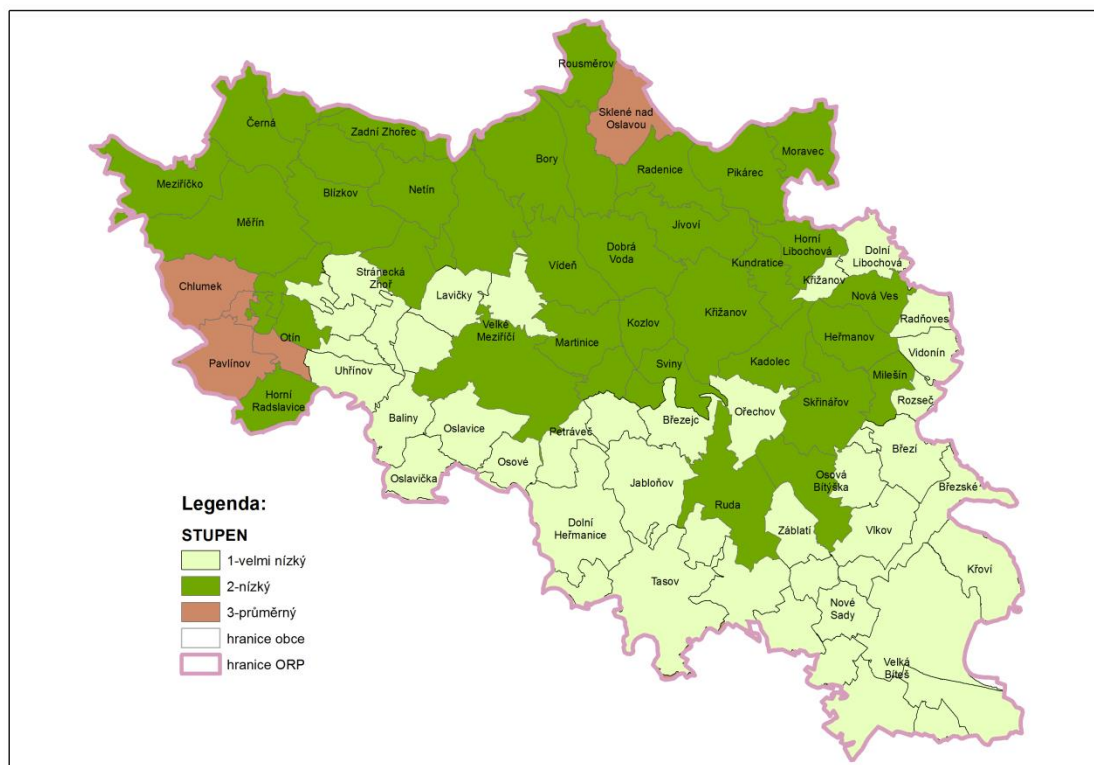 Rousměrov
Sklené nad
Oslavou
Černá
Zadní Zhořec
Bory
Moravec
Meziříčko
Blízkov
Netín
Radenice
Pikárec
Měřín
Jívoví
Dobrá
Voda
Horní
Libochová
Dolní
Libochová
Vídeň
Kundratice
Stránecká
Zhoř
Křižanov
Chlumek
Lavičky
Nová Ves
Křižanov
Radňoves
Kozlov
Velké
Meziříčí
Otín
Martinice
Heřmanov
Vidonín
Pavlínov
Uhřínov
Sviny
Kadolec
Milešín
Horní
Radslavice
Skřinářov
Rozseč
Baliny
Oslavice
Petráveč
Březejc
Ořechov
Březí
Osové
Oslavička
Jabloňov
Osová
Bítýška
Březské
Ruda
Dolní
Heřmanice
Záblatí
Vlkov
Křoví
Tasov
Nové
Sady
Velká
Bíteš
Legenda:
STUPEN
1-velmi nízký
2-nízký
3-průměrný
hranice obce
hranice ORP